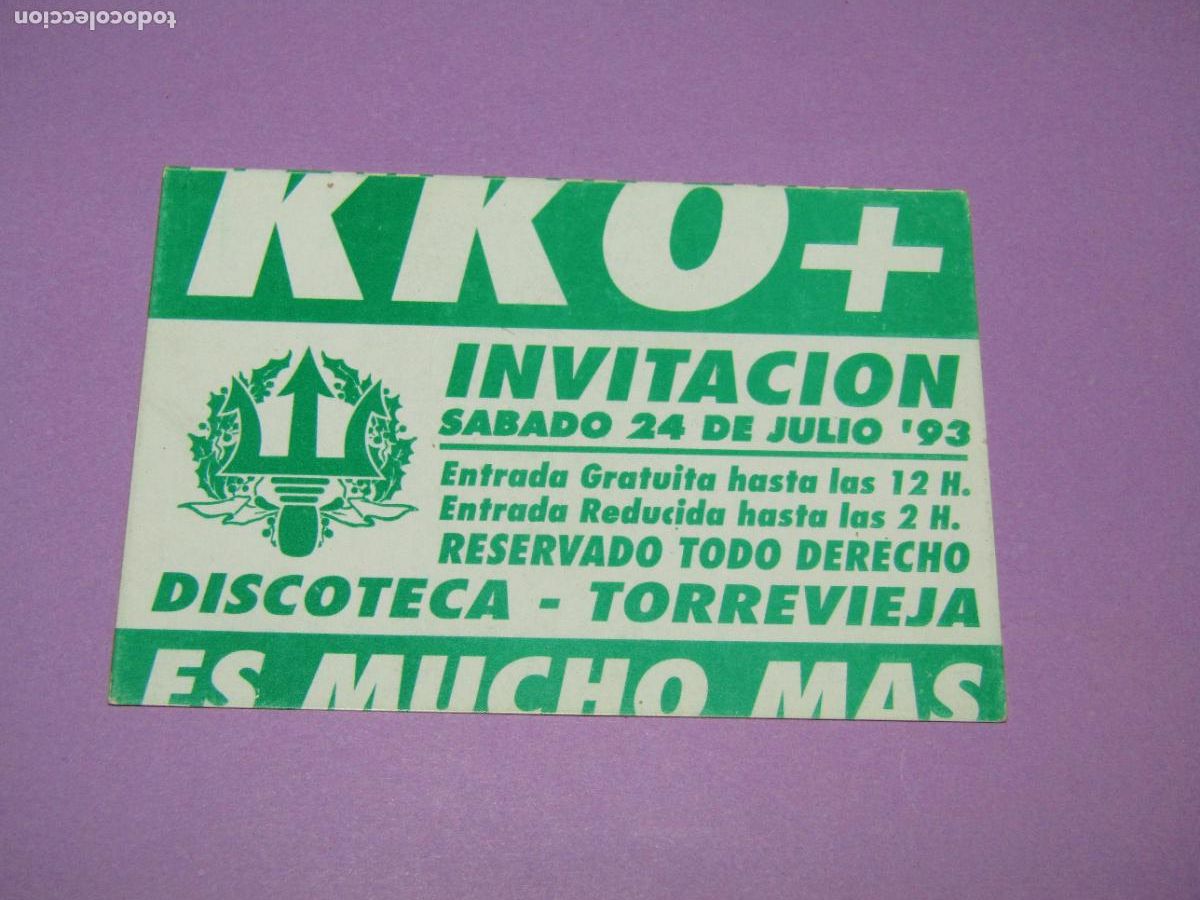 todocoleccion
KKO+
INVITACION
SABADO 24 DE JULIO '93
Entrada Gratuita hasta las 12 H.
Entrada Reducida hasta las 2 H.
RESERVADO TODO DERECHO
DISCOTECA - TORREVIEJA
ES MUCHO MAS